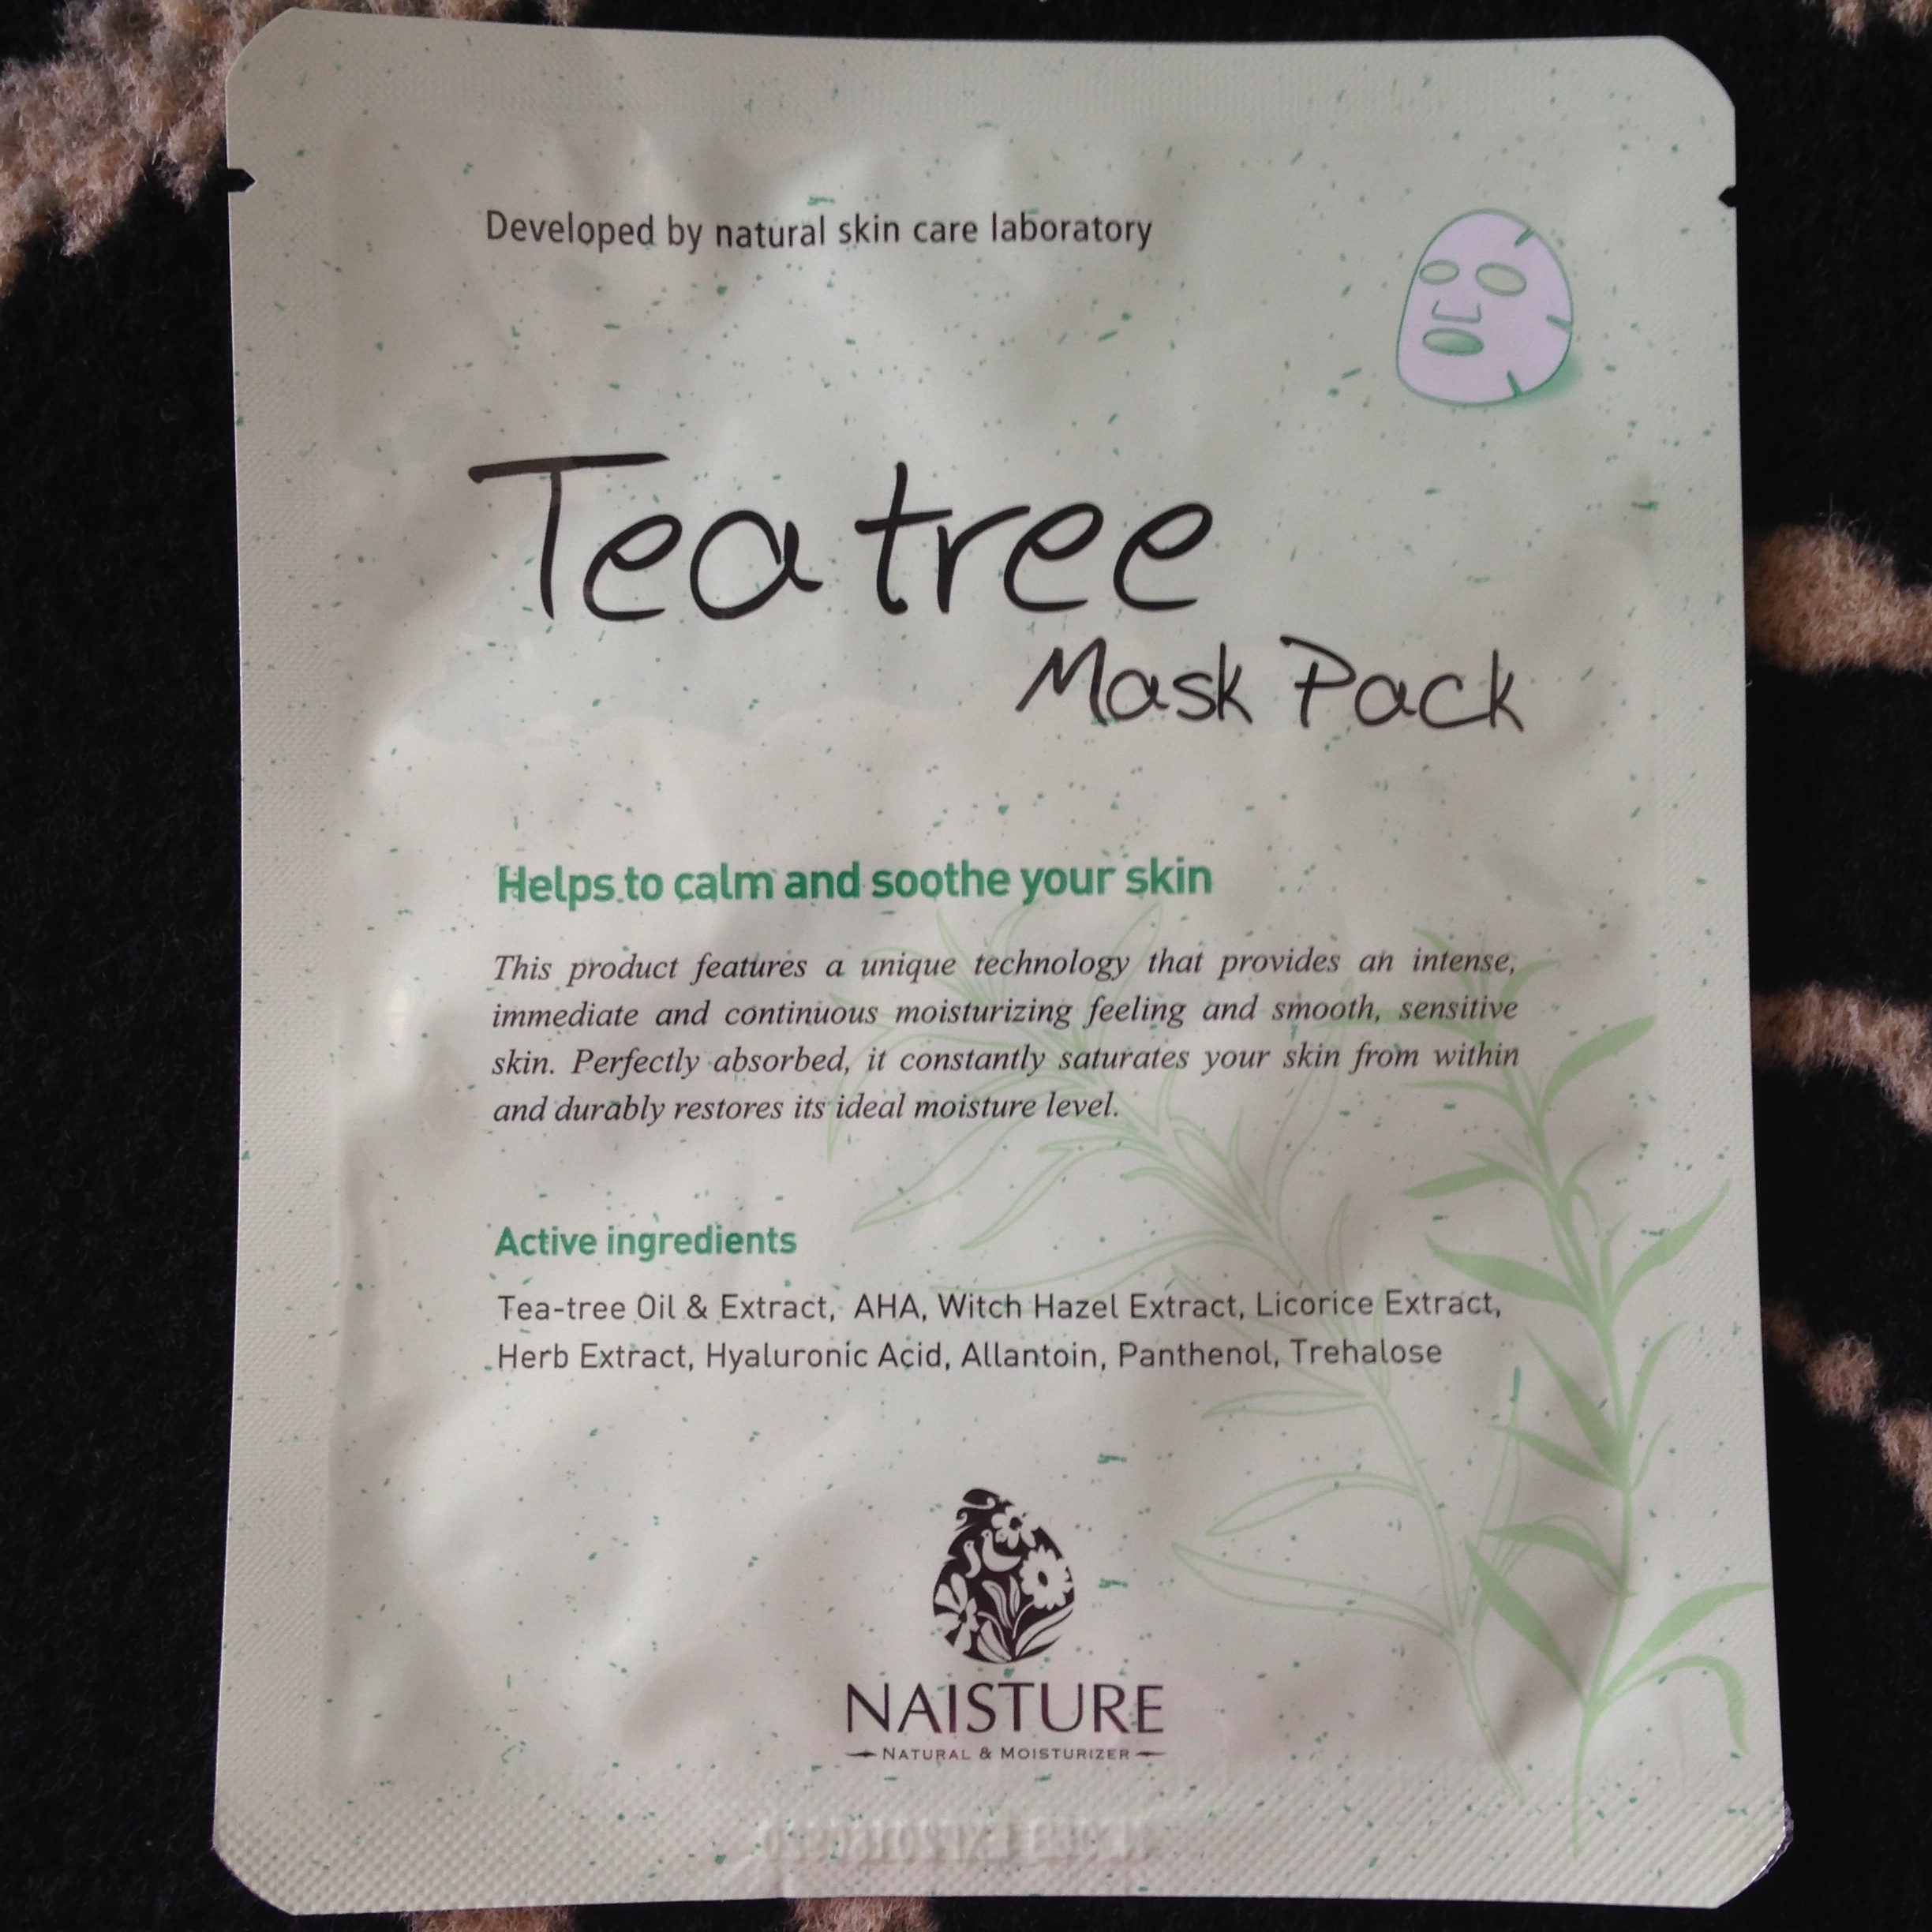 Developed by natural skin care laboratory
Tea tree
Mask Pack
Helps to calm and soothe your skin
This product features a unique technology that provides an intense,
immediate and continuous moisturizing feeling and smooth, sensitive
skin. Perfectly absorbed, it constantly saturates your skin from within
and durably restores its ideal moisture level.
Active ingredients
Tea-tree Oil & Extract, AHA, Witch Hazel Extract, Licorice Extract,
Herb Extract, Hyaluronic Acid, Allantoin, Panthenol, Trehalose
NAISTURE
NATURAL & MOISTURIZER